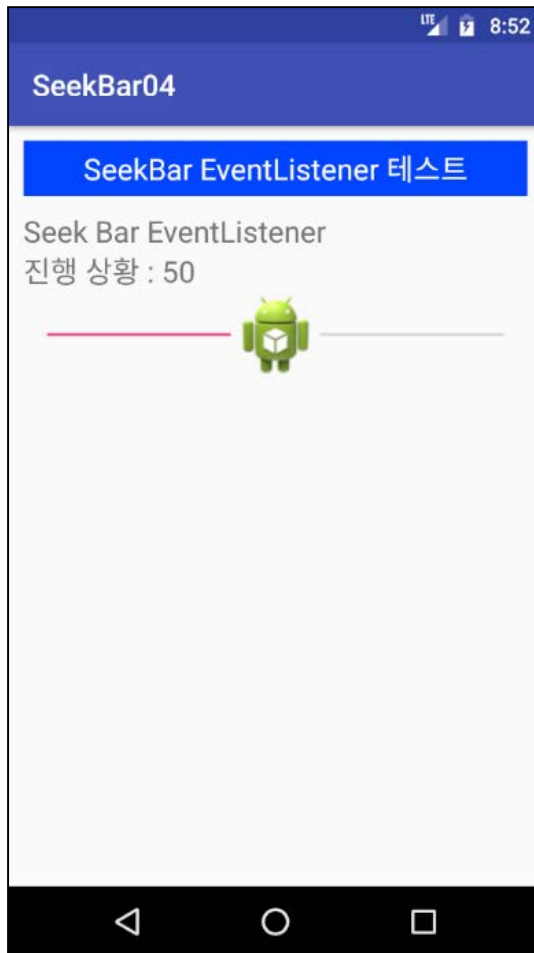 LTE 8:52
SeekBar04
SeekBar EventListener 테스트
Seek Bar EventListener
진행 상황 : 50